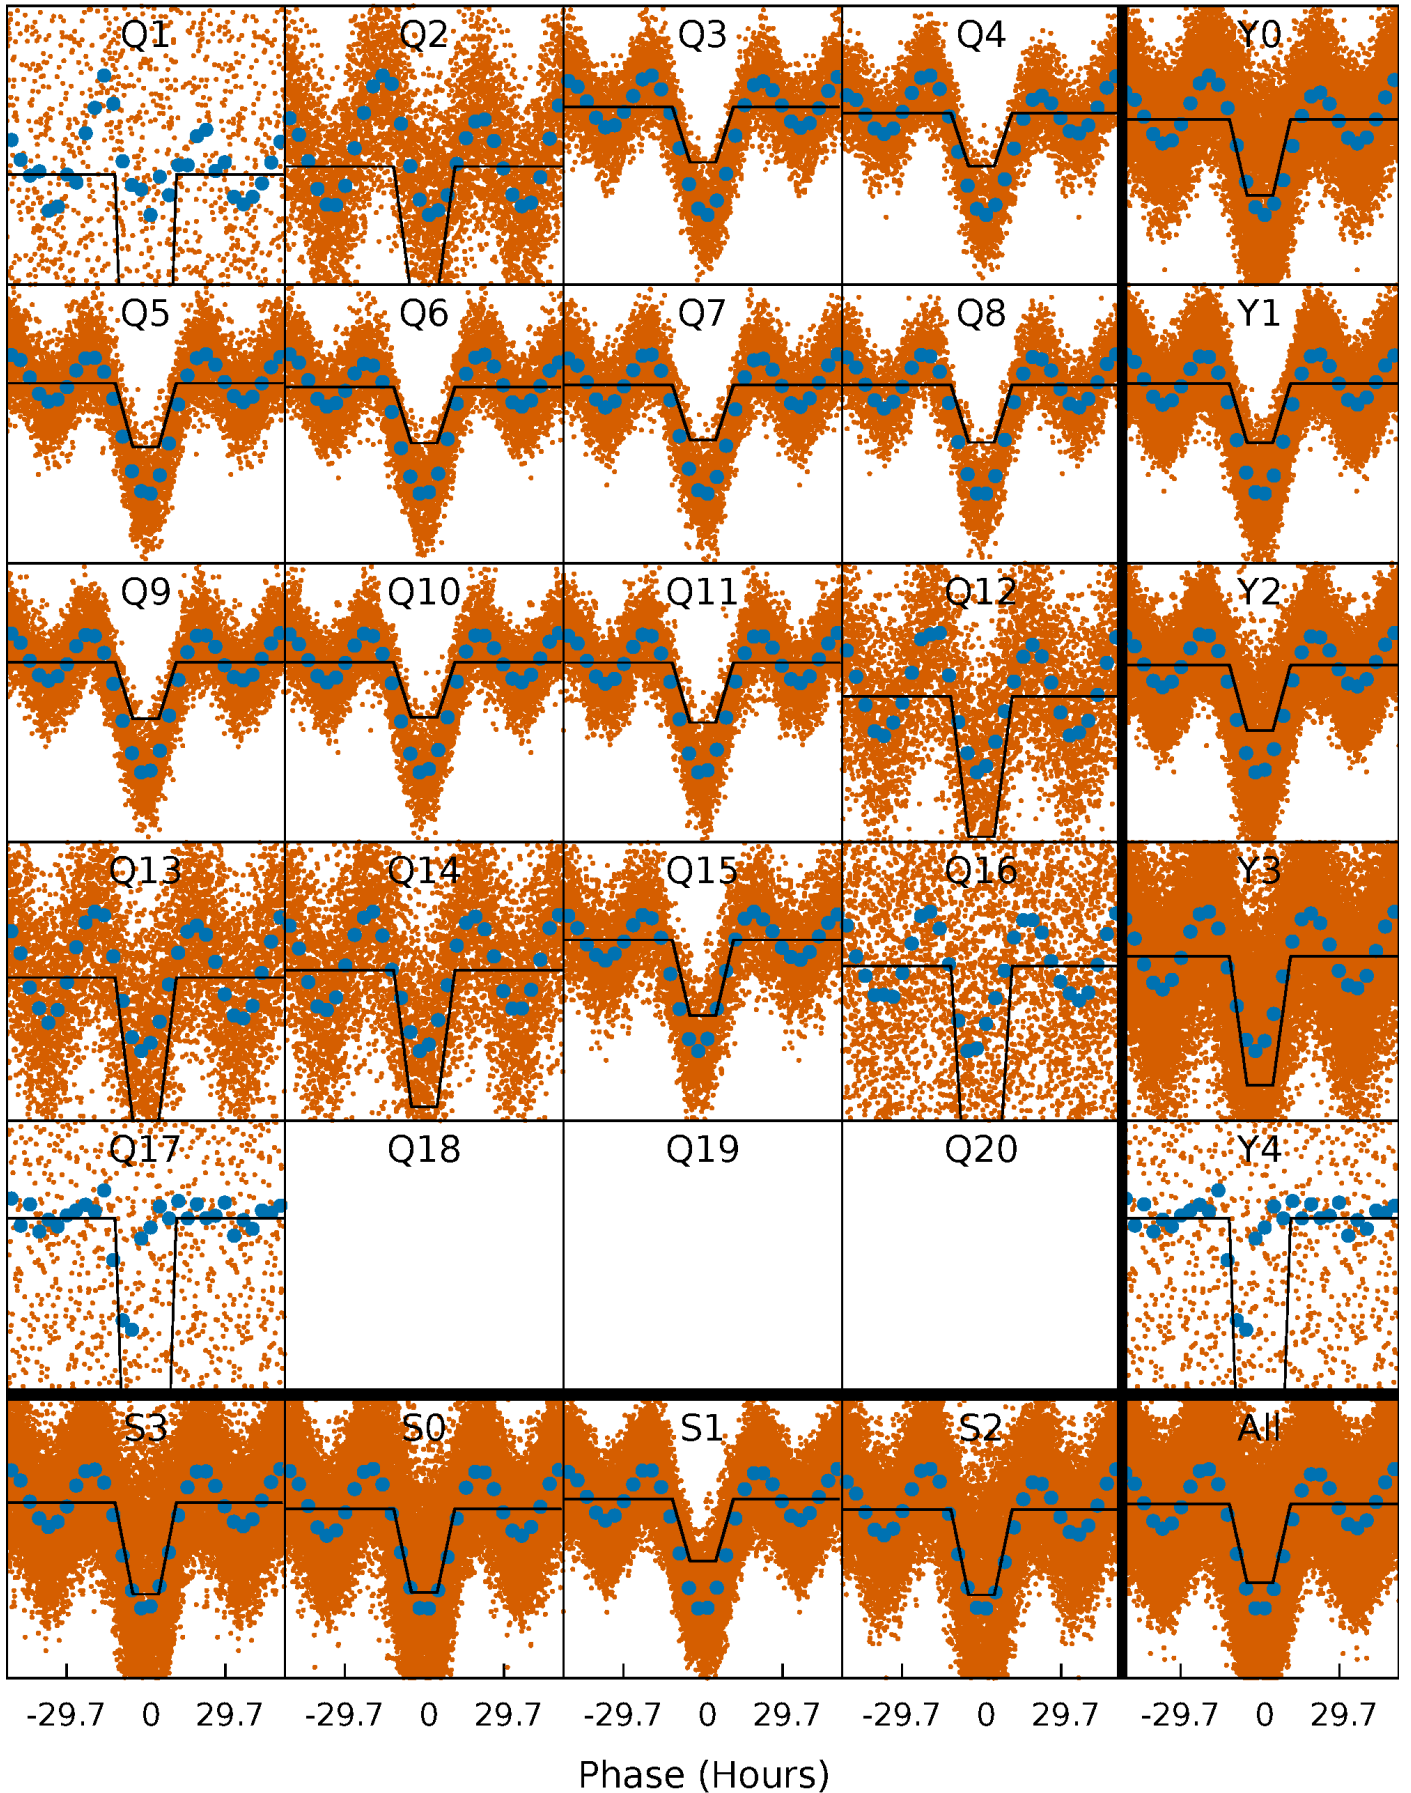 Q1 Q2 Q3 Q4 Y0
Q5 Q6 Q7 Q8 Y1
Q9 Q10 Q11 Q12 Y2
Q13 Q14 Q15 Q16 Y3
Q17 Q18 Q19 Q20 Y4
S3 S0 S1 S2 All
-29.7 0 29.7 -29.7 0 29.7 -29.7 0 29.7 -29.7 0 29.7 -29.7 0 29.7
Phase (Hours)